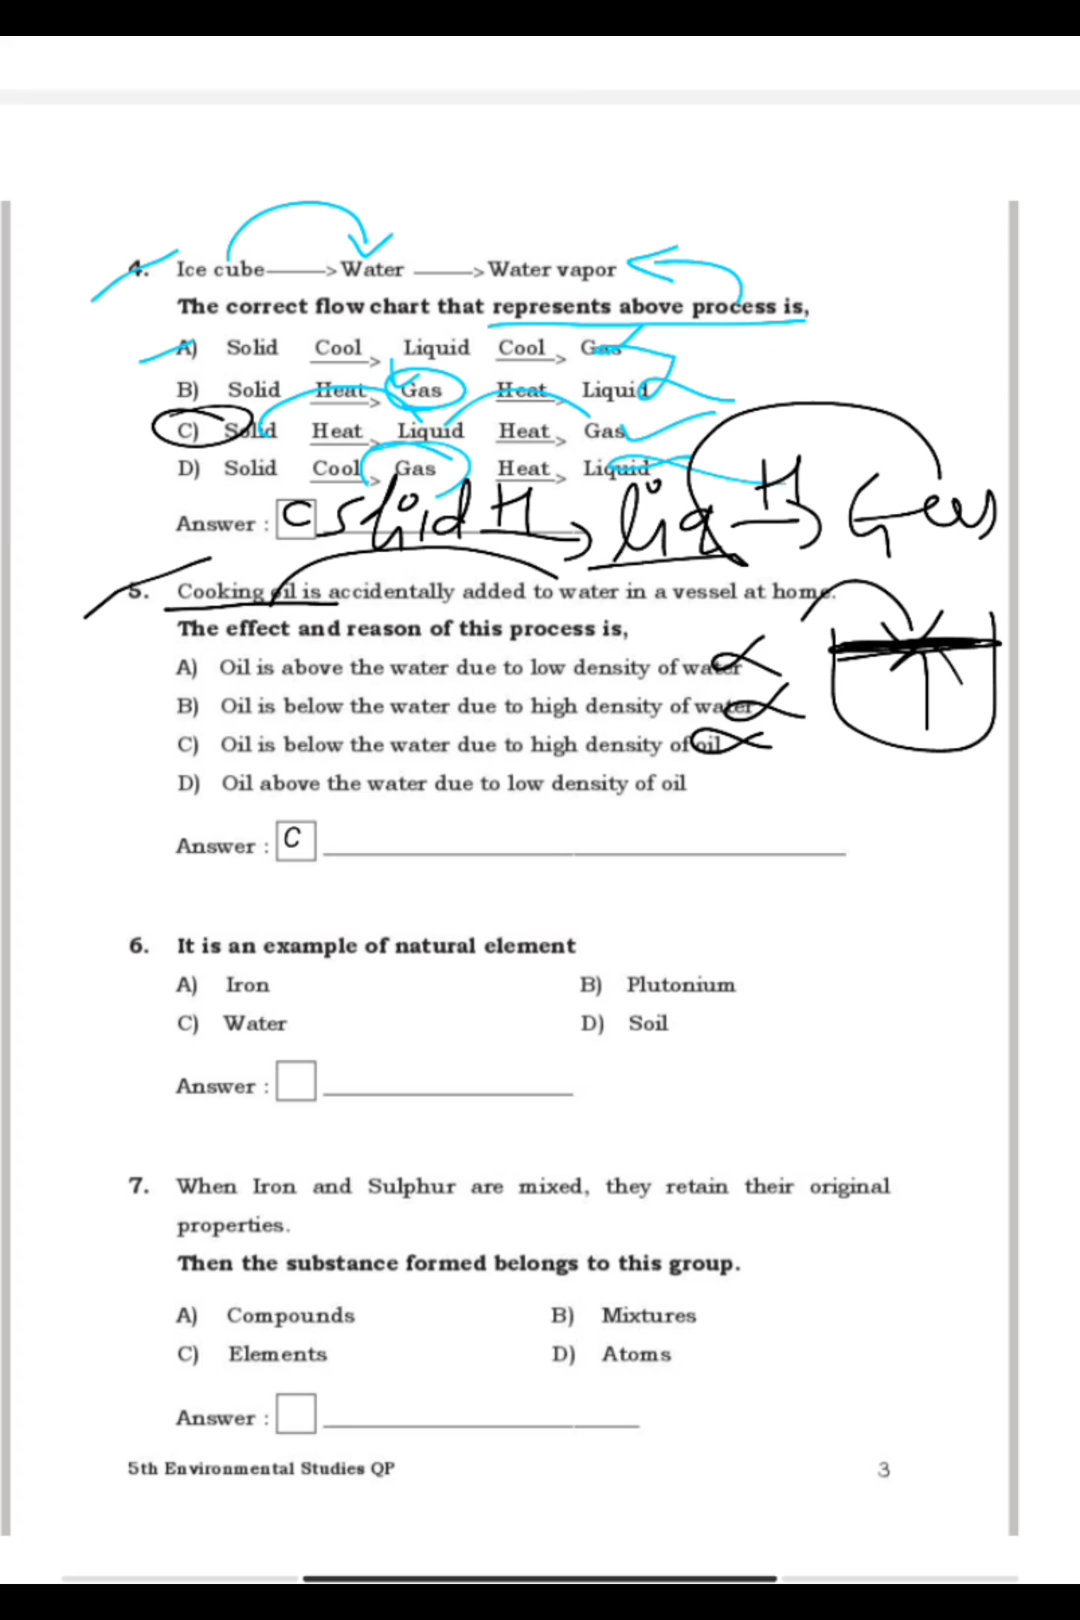 4. Ice cube——> Water ——> Water vapor
The correct flow chart that represents above process is,
A) Solid Cool> Liquid Cool> Gas
B) Solid Heat> Gas Heat> Liquid
C) Solid Heat> Liquid Heat> Gas
D) Solid Cool> Gas Heat> Liquid
Answer : C Soliid H> liq H> Gas
5. Cooking oil is accidentally added to water in a vessel at home.
The effect and reason of this process is,
A) Oil is above the water due to low density of water
B) Oil is below the water due to high density of water
C) Oil is below the water due to high density of oil
D) Oil above the water due to low density of oil
Answer : C
6. It is an example of natural element
A) Iron B) Plutonium
C) Water D) Soil
Answer :
7. When Iron and Sulphur are mixed, they retain their original
properties.
Then the substance formed belongs to this group.
A) Compounds B) Mixtures
C) Elements D) Atoms
Answer :
5th Environmental Studies QP 3